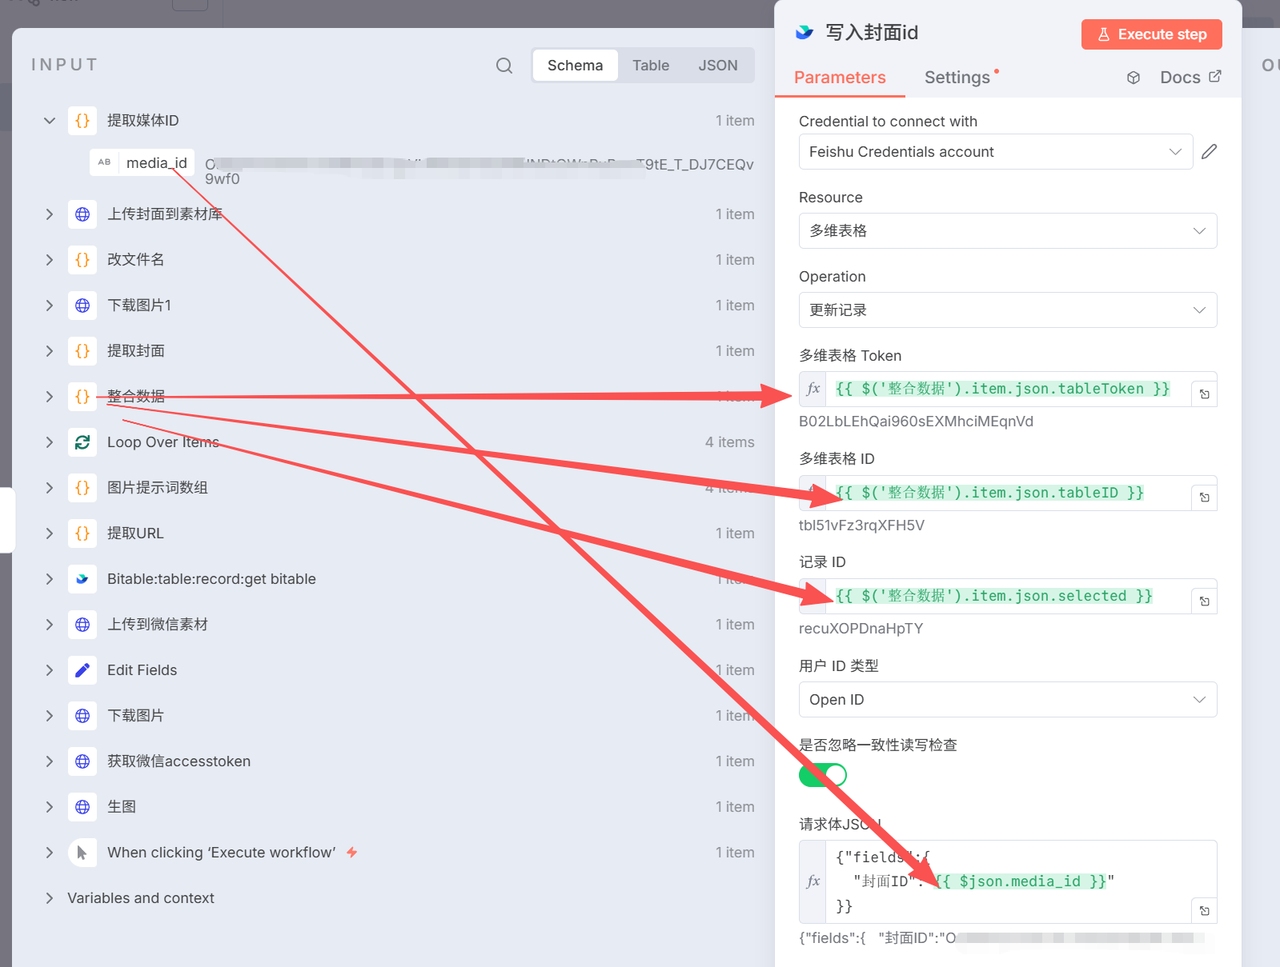 INPUT
Schema
Table
JSON
提取媒体ID
1 item
AB
media_id
T9tE_T_DJ7CEQv
9wf0
上传封面到素材库
1 item
改文件名
1 item
下载图片1
1 item
提取封面
1 item
整合数据
1 item
Loop Over Items
4 items
图片提示词数组
4 items
提取URL
1 item
Bitable:table:record:get bitable
1 item
上传到微信素材
1 item
Edit Fields
1 item
下载图片
1 item
获取微信accesstoken
1 item
生图
1 item
When clicking ‘Execute workflow’
1 item
Variables and context
写入封面id
Execute step
Parameters
Settings
Docs
Credential to connect with
Feishu Credentials account
Resource
多维表格
Operation
更新记录
多维表格 Token
fx
{{ $('整合数据').item.json.tableToken }}
B02LbLEhQai960sEXMhciMEqnVd
多维表格 ID
{{ $('整合数据').item.json.tableID }}
tbl51vFz3rqXFH5V
记录 ID
{{ $('整合数据').item.json.selected }}
recuXOPDnaHpTY
用户 ID 类型
Open ID
是否忽略一致性读写检查
请求体JSON
fx
{"fields":{
"封面ID":"{{ $json.media_id }}"
}}
{"fields":{ "封面ID":"O